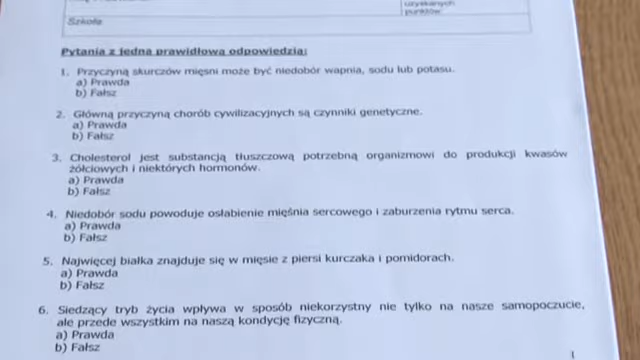 uzyskanych
punktów:
Szkoła
Pytania z jedną prawidłową odpowiedzią:
1. Przyczyną skurczów mięśni może być niedobór wapnia, sodu lub potasu.
a) Prawda
b) Fałsz
2. Główną przyczyną chorób cywilizacyjnych są czynniki genetyczne.
a) Prawda
b) Fałsz
3. Cholesterol jest substancją tłuszczową potrzebną organizmowi do produkcji kwasów
żółciowych i niektórych hormonów.
a) Prawda
b) Fałsz
4. Niedobór sodu powoduje osłabienie mięśnia sercowego i zaburzenia rytmu serca.
a) Prawda
b) Fałsz
5. Najwięcej białka znajduje się w mięsie z piersi kurczaka i pomidorach.
a) Prawda
b) Fałsz
6. Siedzący tryb życia wpływa w sposób niekorzystny nie tylko na nasze samopoczucie,
ale przede wszystkim na naszą kondycję fizyczną.
a) Prawda
b) Fałsz
1